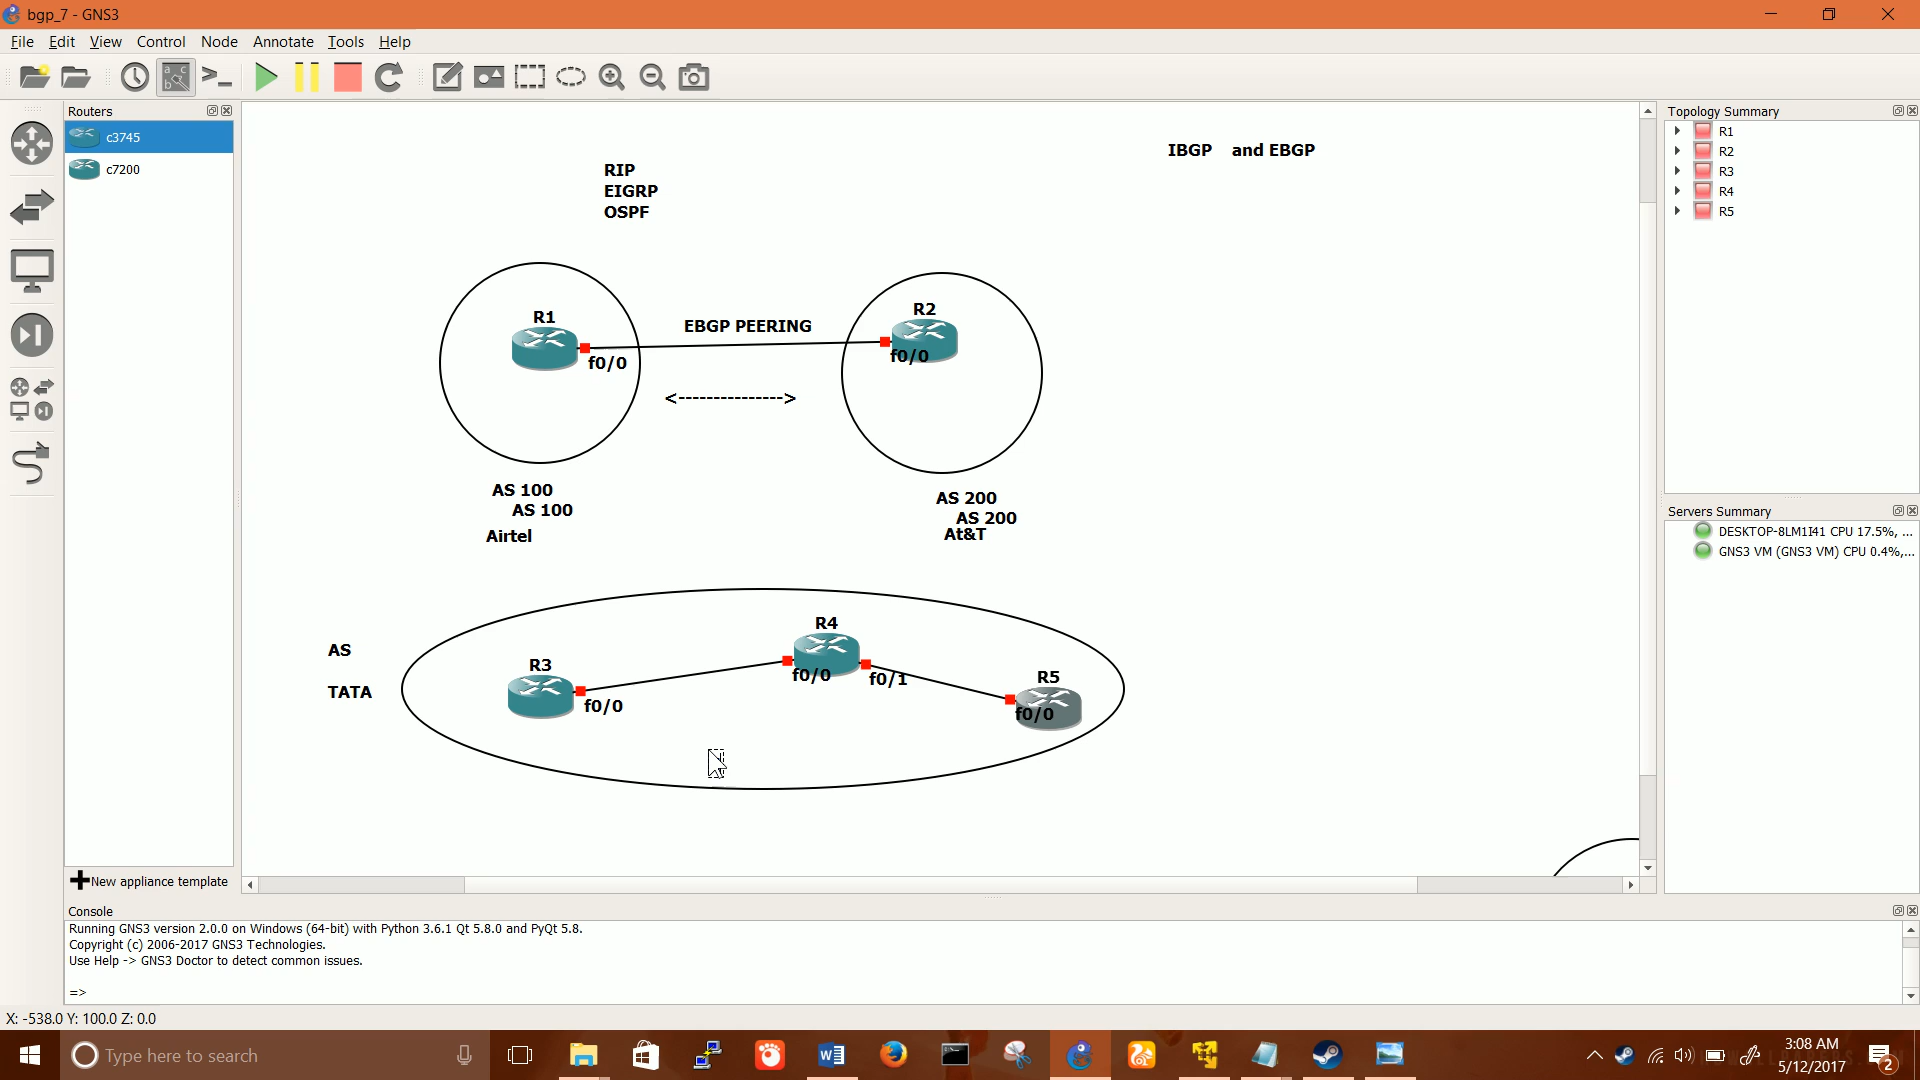 bgp_7 - GNS3
File Edit View Control Node Annotate Tools Help
Routers
c3745
c7200
New appliance template
IBGP and EBGP
RIP
EIGRP
OSPF
R1
EBGP PEERING
R2
f0/0
f0/0
<--------------->
AS 100
AS 100
Airtel
AS 200
AS 200
At&T
AS
TATA
R3
f0/0
R4
f0/0
f0/1
R5
f0/0
Topology Summary
R1
R2
R3
R4
R5
Servers Summary
DESKTOP-8LM1I41 CPU 17.5%, ...
GNS3 VM (GNS3 VM) CPU 0.4%,...
Console
Running GNS3 version 2.0.0 on Windows (64-bit) with Python 3.6.1 Qt 5.8.0 and PyQt 5.8.
Copyright (c) 2006-2017 GNS3 Technologies.
Use Help -> GNS3 Doctor to detect common issues.
=>
X: -538.0 Y: 100.0 Z: 0.0
Type here to search
3:08 AM
5/12/2017
2